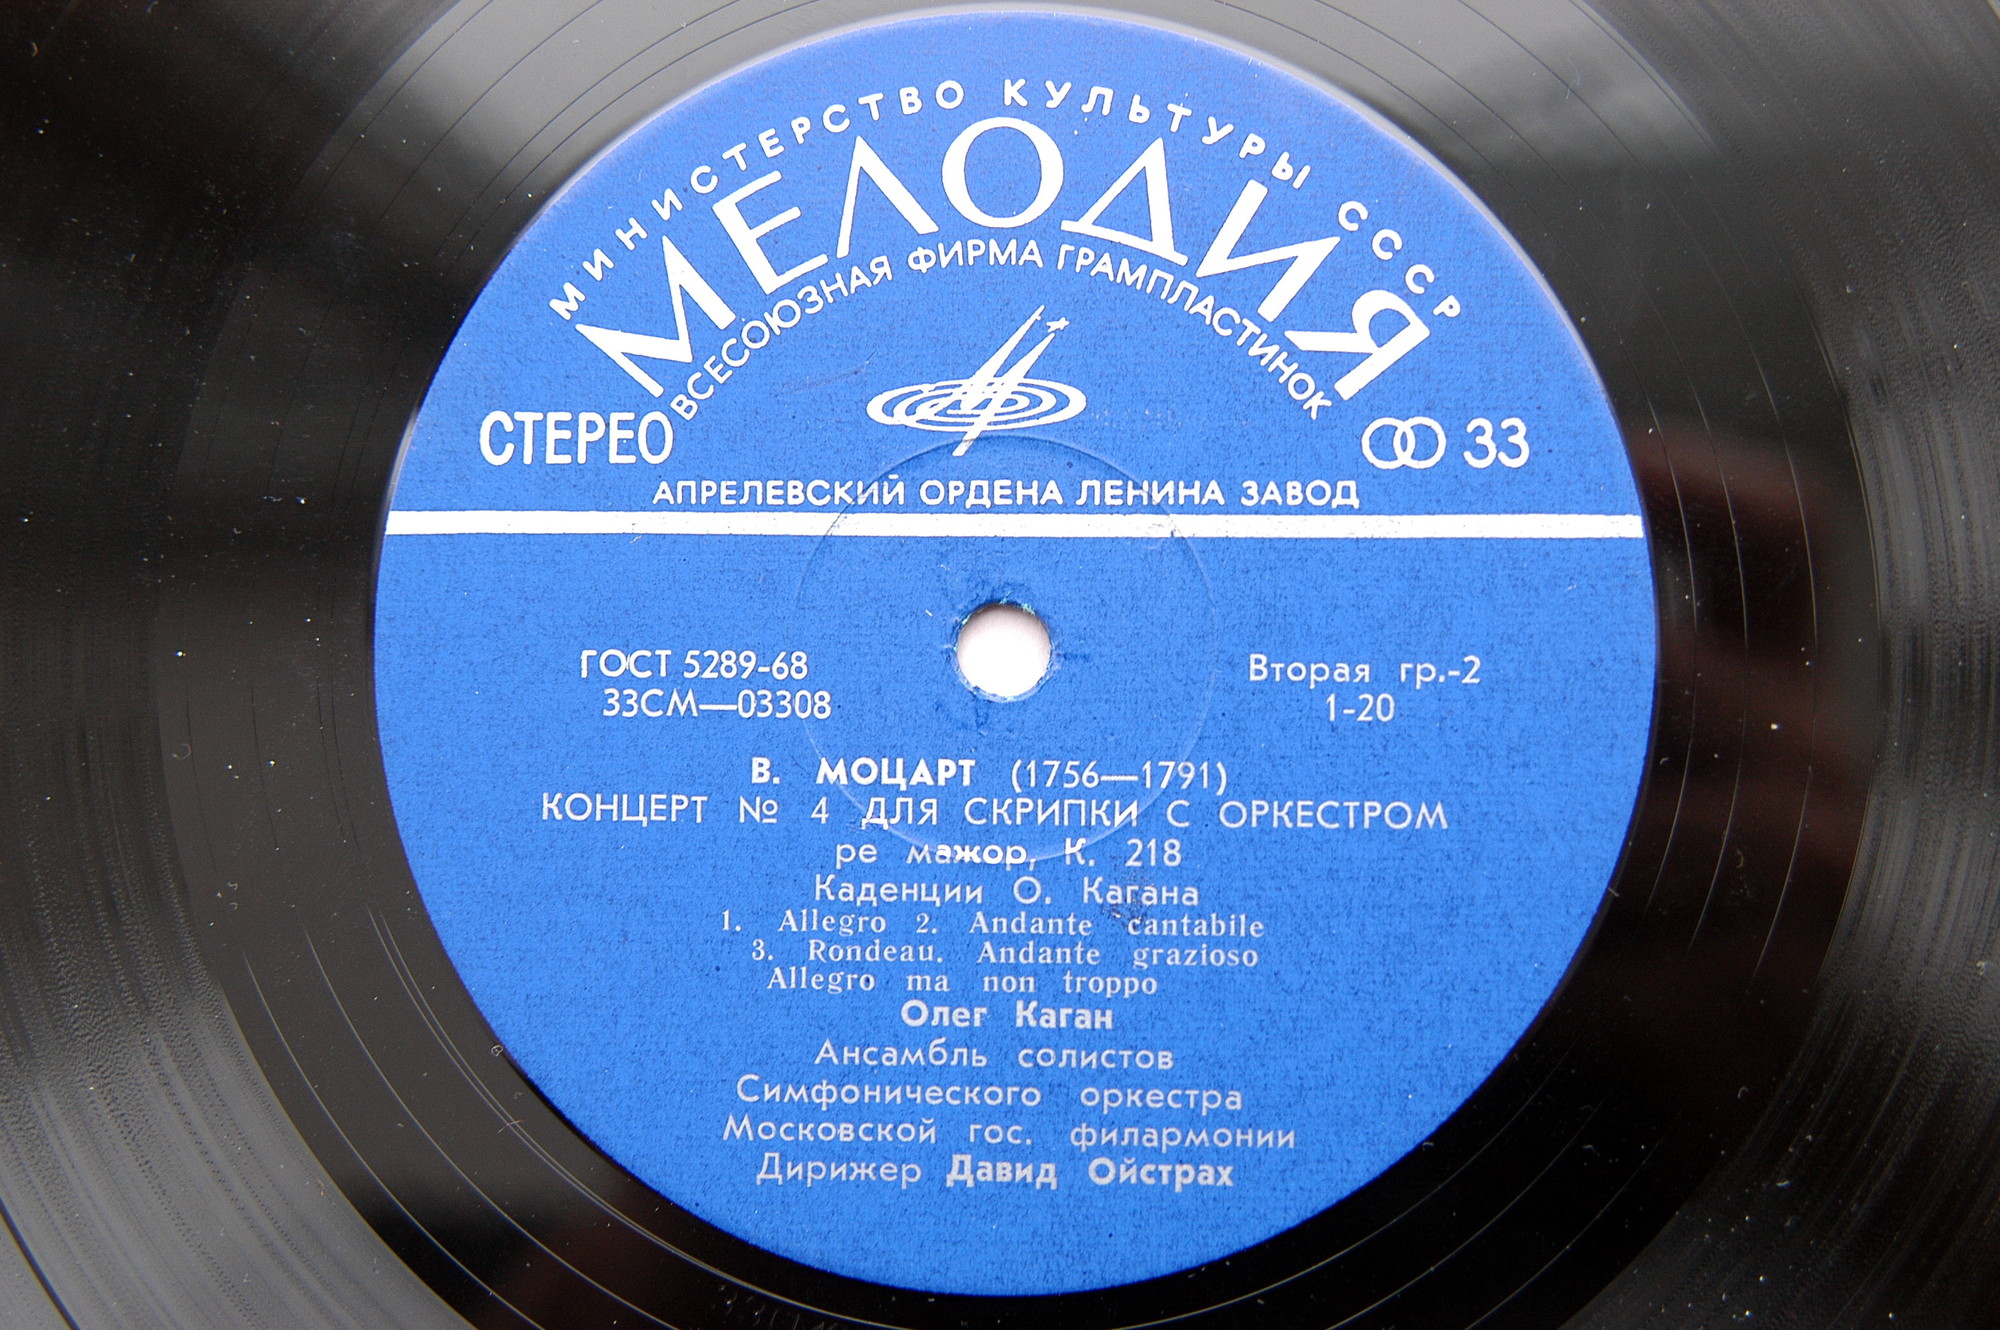 МИНИСТЕРСТВО КУЛЬТУРЫ СССР
МЕЛОДИЯ
ВСЕСОЮЗНАЯ ФИРМА ГРАМПЛАСТИНОК
СТЕРЕО
33
АПРЕЛЕВСКИЙ ОРДЕНА ЛЕНИНА ЗАВОД
ГОСТ 5289-68
33СМ—03308
Вторая гр.-2
1-20
В. МОЦАРТ (1756—1791)
КОНЦЕРТ № 4 ДЛЯ СКРИПКИ С ОРКЕСТРОМ
ре мажор, К. 218
Каденции О. Кагана
1. Allegro 2. Andante cantabile
3. Rondeau. Andante grazioso
Allegro ma non troppo
Олег Каган
Ансамбль солистов
Симфонического оркестра
Московской гос. филармонии
Дирижер Давид Ойстрах